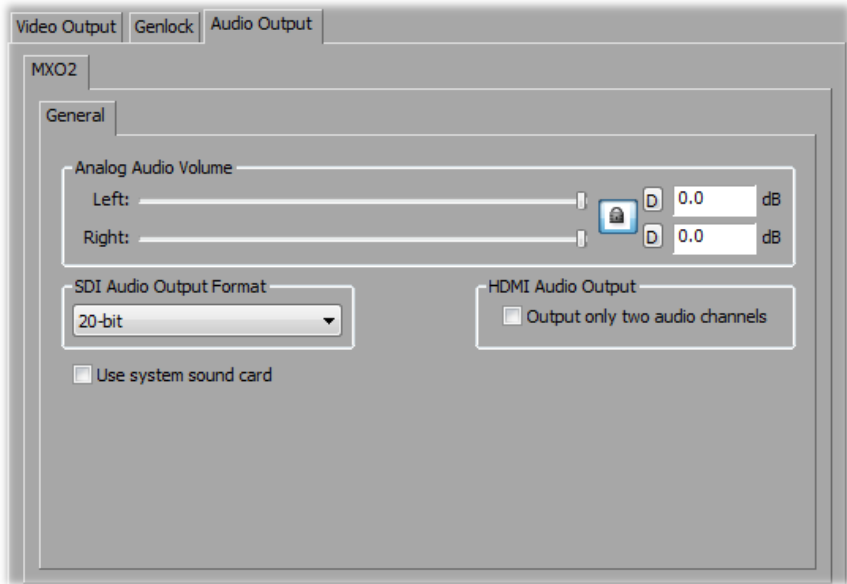 Video Output Genlock Audio Output
MXO2
General
Analog Audio Volume
Left: D 0.0 dB
Right: D 0.0 dB
SDI Audio Output Format HDMI Audio Output
20-bit Output only two audio channels
Use system sound card